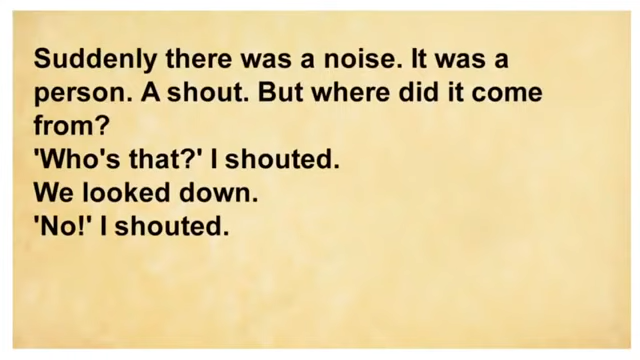 Suddenly there was a noise. It was a
person. A shout. But where did it come
from?
'Who's that?' I shouted.
We looked down.
'No!' I shouted.